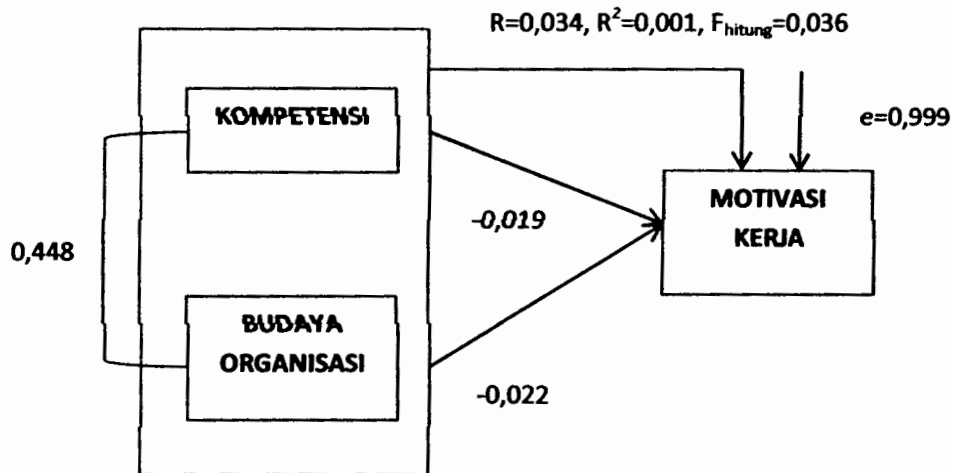 R=0,034, R²=0,001, Fhitung=0,036
KOMPETENSI
e=0,999
MOTIVASI
KERJA
-0,019
0,448
BUDAYA
ORGANISASI
-0,022